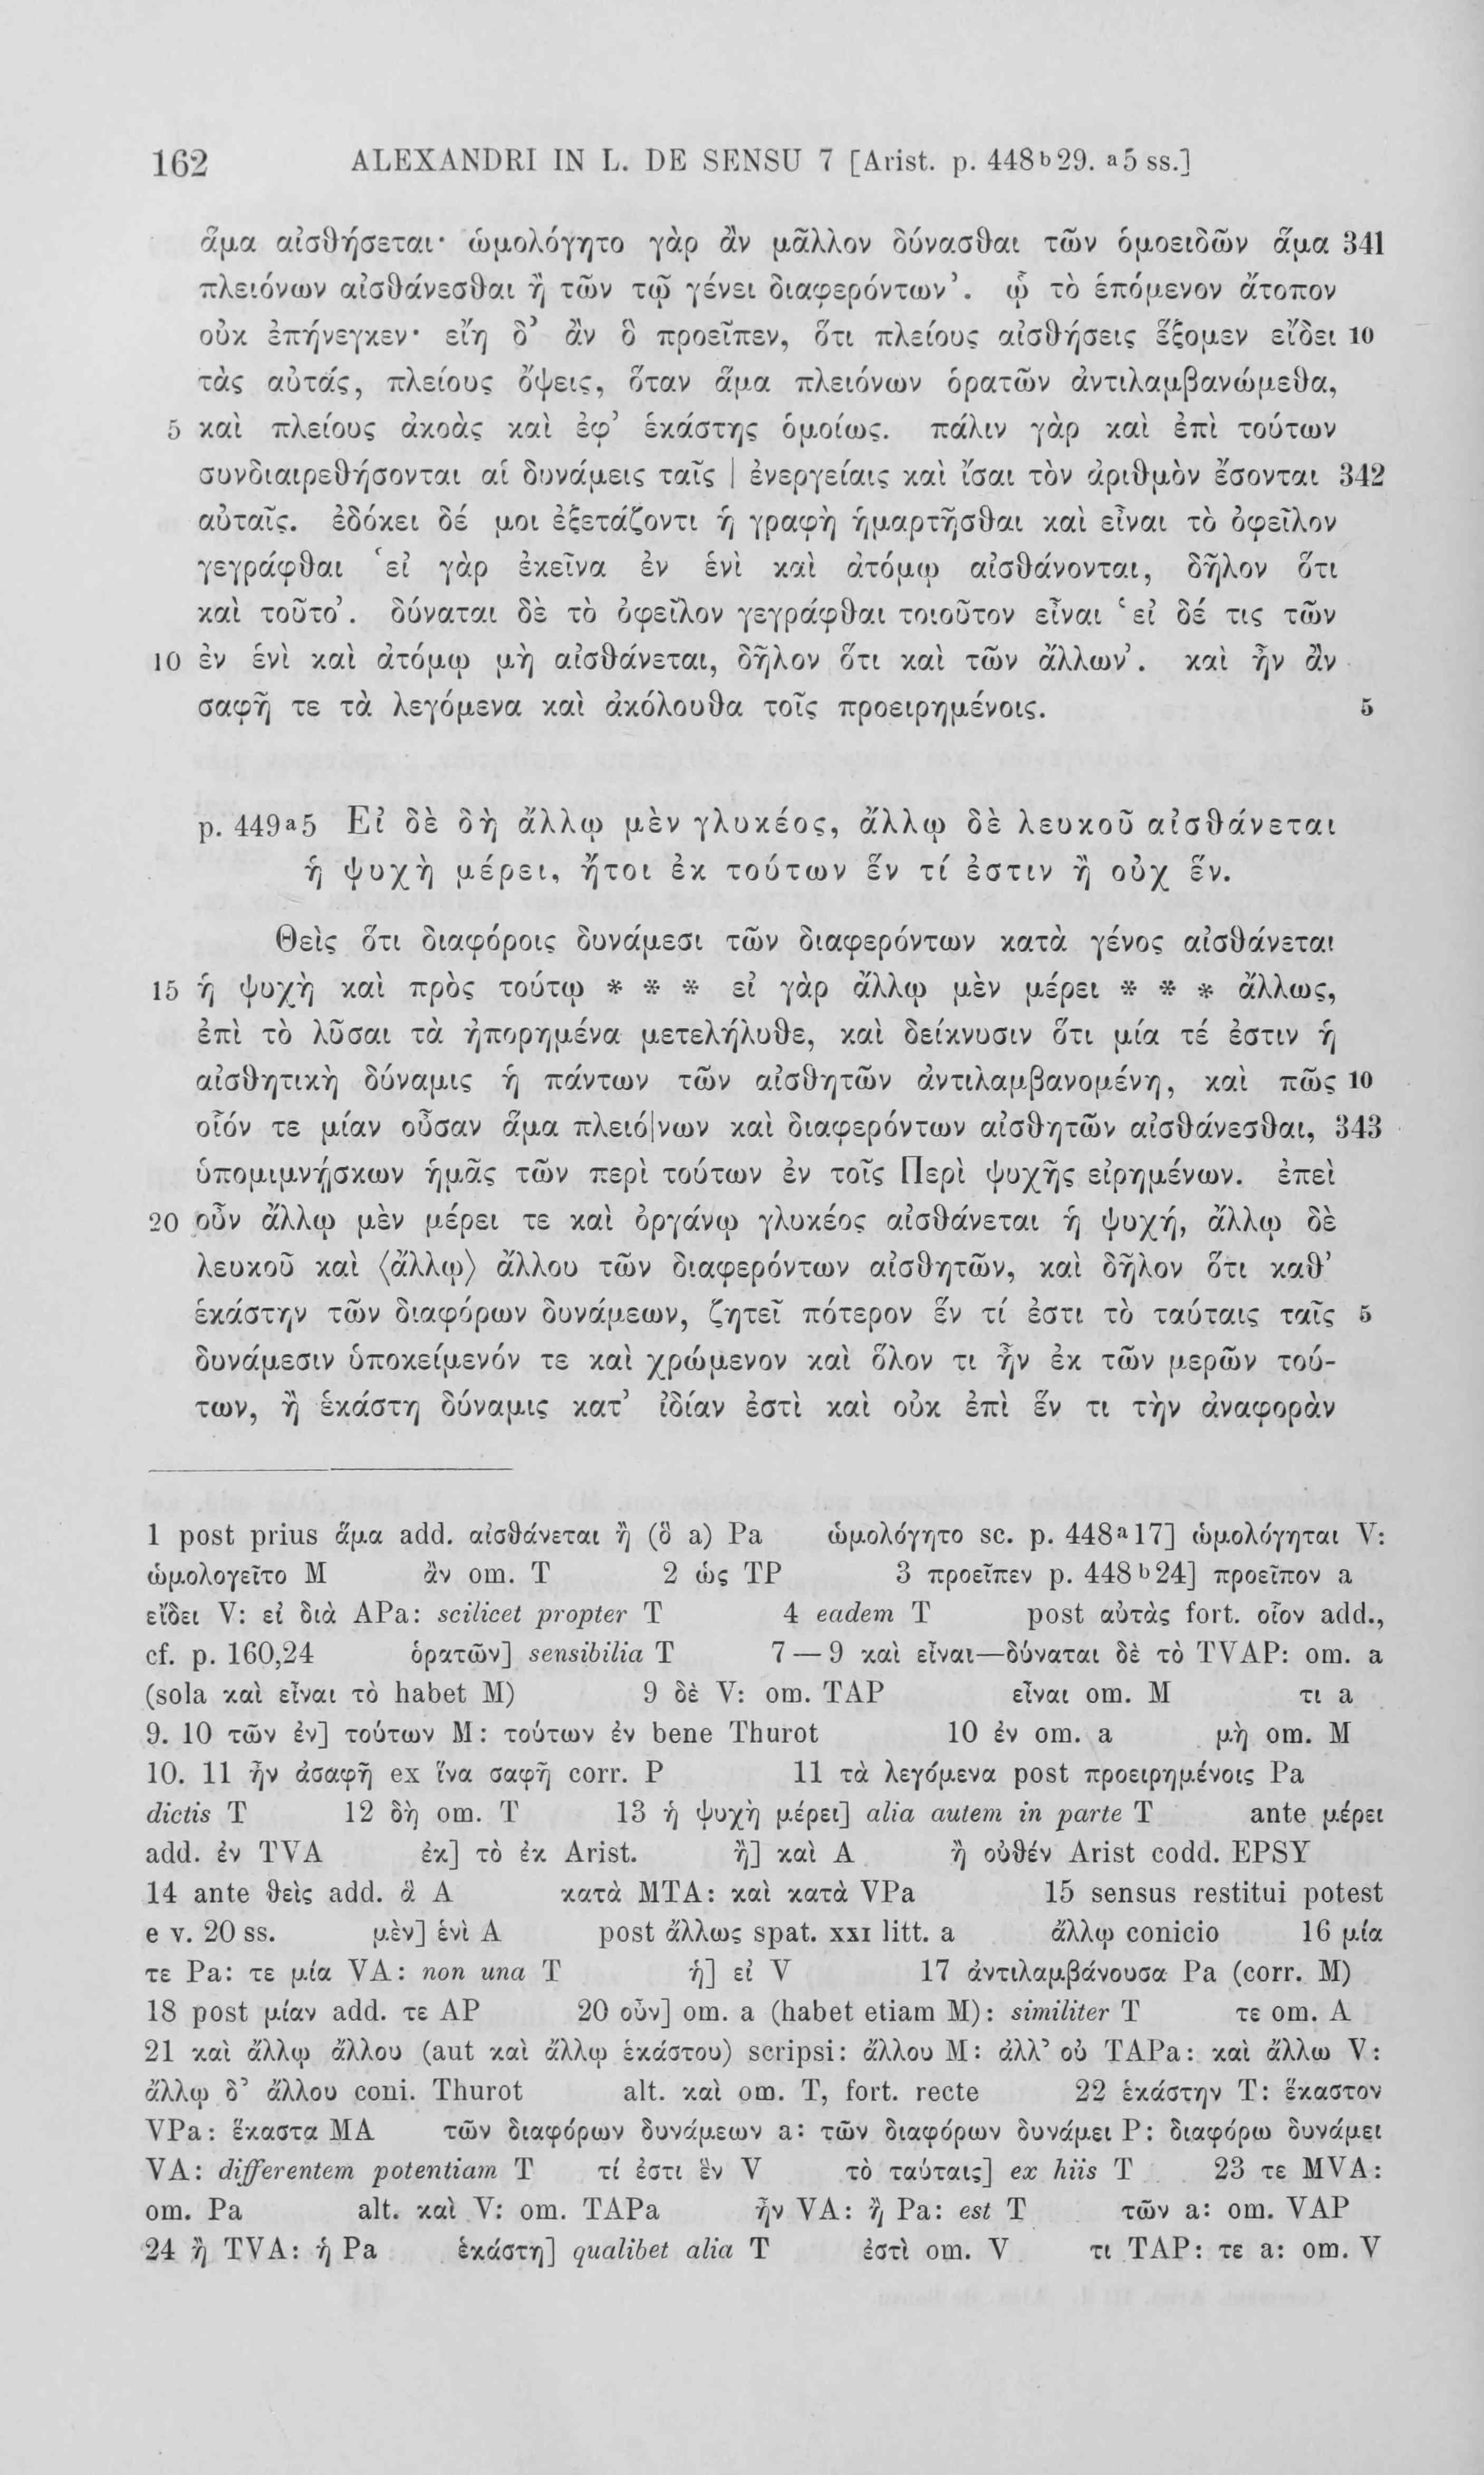 162 ALEXANDRI IN L. DE SENSU 7 [Arist. p. 448ᵇ29. ᵃ5 ss.]
ἅμα αἰσθήσεται· ὡμολόγητο γὰρ ἂν μᾶλλον δύνασθαι τῶν ὁμοειδῶν ἅμα 341
πλειόνων αἰσθάνεσθαι ἢ τῶν τῷ γένει διαφερόντων’. ᾧ τὸ ἑπόμενον ἄτοπον
οὐκ ἐπήνεγκεν· εἴη δ’ ἂν ὃ προεῖπεν, ὅτι πλείους αἰσθήσεις ἕξομεν εἴδει 10
τὰς αὐτάς, πλείους ὄψεις, ὅταν ἅμα πλειόνων ὁρατῶν ἀντιλαμβανώμεθα,
5 καὶ πλείους ἀκοὰς καὶ ἐφ’ ἑκάστης ὁμοίως. πάλιν γὰρ καὶ ἐπὶ τούτων
συνδιαιρεθήσονται αἱ δυνάμεις ταῖς | ἐνεργείαις καὶ ἴσαι τὸν ἀριθμὸν ἔσονται 342
αὐταῖς. ἐδόκει δέ μοι ἐξετάζοντι ἡ γραφὴ ἡμαρτῆσθαι καὶ εἶναι τὸ ὀφεῖλον
γεγράφθαι ‘εἰ γὰρ ἐκεῖνα ἐν ἑνὶ καὶ ἀτόμῳ αἰσθάνονται, δῆλον ὅτι
καὶ τοῦτο’. δύναται δὲ τὸ ὀφεῖλον γεγράφθαι τοιοῦτον εἶναι ‘εἰ δέ τις τῶν
10 ἐν ἑνὶ καὶ ἀτόμῳ μὴ αἰσθάνεται, δῆλον ὅτι καὶ τῶν ἄλλων’. καὶ ἦν ἂν
σαφῆ τε τὰ λεγόμενα καὶ ἀκόλουθα τοῖς προειρημένοις. 5
p. 449ᵃ5 Εἰ δὲ δὴ ἄλλῳ μὲν γλυκέος, ἄλλῳ δὲ λευκοῦ αἰσθάνεται
ἡ ψυχὴ μέρει, ἤτοι ἐκ τούτων ἕν τί ἐστιν ἢ οὐχ ἕν.
Θεὶς ὅτι διαφόροις δυνάμεσι τῶν διαφερόντων κατὰ γένος αἰσθάνεται
15 ἡ ψυχὴ καὶ πρὸς τούτῳ * * * εἰ γὰρ ἄλλῳ μὲν μέρει * * * ἄλλως,
ἐπὶ τὸ λῦσαι τὰ ἠπορημένα μετελήλυθε, καὶ δείκνυσιν ὅτι μία τέ ἐστιν ἡ
αἰσθητικὴ δύναμις ἡ πάντων τῶν αἰσθητῶν ἀντιλαμβανομένη, καὶ πῶς 10
οἷόν τε μίαν οὖσαν ἅμα πλειό|νων καὶ διαφερόντων αἰσθητῶν αἰσθάνεσθαι, 343
ὑπομιμνῄσκων ἡμᾶς τῶν περὶ τούτων ἐν τοῖς Περὶ ψυχῆς εἰρημένων. ἐπεὶ
20 οὖν ἄλλῳ μὲν μέρει τε καὶ ὀργάνῳ γλυκέος αἰσθάνεται ἡ ψυχή, ἄλλῳ δὲ
λευκοῦ καὶ ⟨ἄλλῳ⟩ ἄλλου τῶν διαφερόντων αἰσθητῶν, καὶ δῆλον ὅτι καθ’
ἑκάστην τῶν διαφόρων δυνάμεων, ζητεῖ πότερον ἕν τί ἐστι τὸ ταύταις ταῖς 5
δυνάμεσιν ὑποκείμενόν τε καὶ χρώμενον καὶ ὅλον τι ἦν ἐκ τῶν μερῶν τού-
των, ἢ ἑκάστη δύναμις κατ’ ἰδίαν ἐστὶ καὶ οὐκ ἐπὶ ἕν τι τὴν ἀναφορὰν
1 post prius ἅμα add. αἰσθάνεται ἢ (ὃ a) Pa ὡμολόγητο sc. p. 448ᵃ17] ὡμολόγηται V:
ὡμολογεῖτο M ἂν om. T 2 ὡς TP 3 προεῖπεν p. 448ᵇ24] προεῖπον a
εἴδει V: εἰ διὰ APa: scilicet propter T 4 eadem T post αὐτὰς fort. οἷον add.,
cf. p. 160,24 ὁρατῶν] sensibilia T 7 — 9 καὶ εἶναι—δύναται δὲ τὸ TVAP: om. a
(sola καὶ εἶναι τὸ habet M) 9 δὲ V: om. TAP εἶναι om. M τι a
9. 10 τῶν ἐν] τούτων M: τούτων ἐν bene Thurot 10 ἐν om. a μὴ om. M
10. 11 ἦν ἀσαφῆ ex ἵνα σαφῆ corr. P 11 τὰ λεγόμενα post προειρημένοις Pa
dictis T 12 δὴ om. T 13 ἡ ψυχὴ μέρει] alia autem in parte T ante μέρει
add. ἐν TVA ἐκ] τὸ ἐκ Arist. ἢ] καὶ A ἢ οὐθέν Arist codd. EPSY
14 ante θεὶς add. ἃ A κατὰ MTA: καὶ κατὰ VPa 15 sensus restitui potest
e v. 20 ss. μὲν] ἑνὶ A post ἄλλως spat. xxi litt. a ἄλλῳ conicio 16 μία
τε Pa: τε μία VA: non una T ἡ] εἰ V 17 ἀντιλαμβάνουσα Pa (corr. M)
18 post μίαν add. τε AP 20 οὖν] om. a (habet etiam M): similiter T τε om. A
21 καὶ ἄλλῳ ἄλλου (aut καὶ ἄλλῳ ἑκάστου) scripsi: ἄλλου M: ἀλλ’ οὐ TAPa: καὶ ἄλλω V:
ἄλλῳ δ’ ἄλλου coni. Thurot alt. καὶ om. T, fort. recte 22 ἑκάστην T: ἕκαστον
VPa: ἕκαστα MA τῶν διαφόρων δυνάμεων a: τῶν διαφόρων δυνάμει P: διαφόρω δυνάμει
VA: differentem potentiam T τί ἐστι ἓν V τὸ ταύταις] ex hiis T 23 τε MVA:
om. Pa alt. καὶ V: om. TAPa ἦν VA: ἢ Pa: est T τῶν a: om. VAP
24 ἢ TVA: ἡ Pa ἑκάστη] qualibet alia T ἐστὶ om. V τι TAP: τε a: om. V